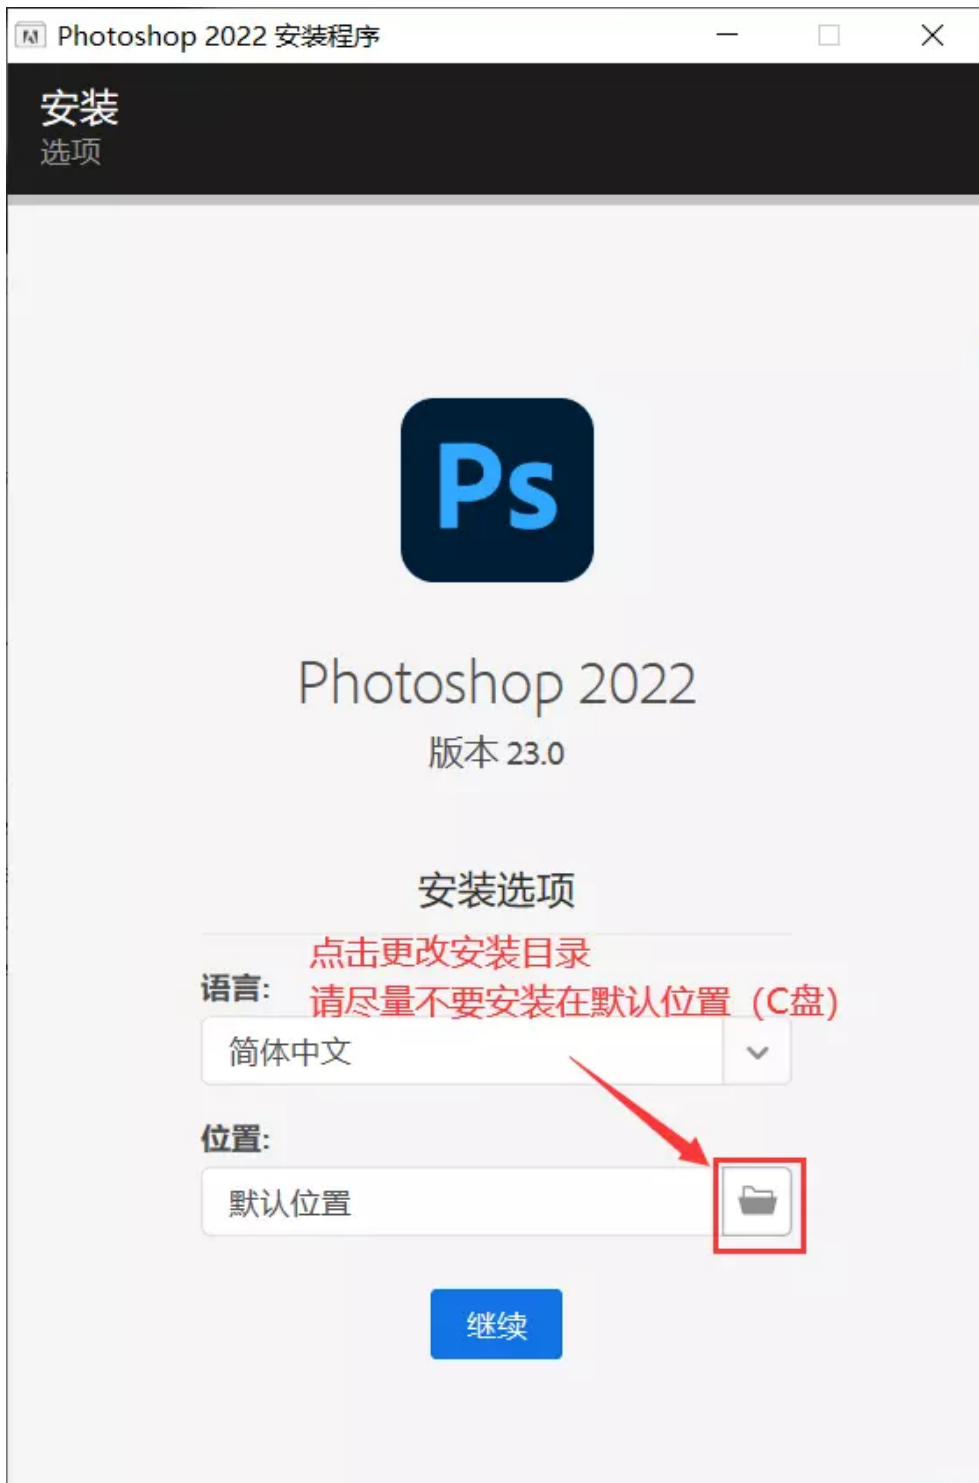 Photoshop 2022 安装程序
安装
选项
Ps
Photoshop 2022
版本 23.0
安装选项
点击更改安装目录
请尽量不要安装在默认位置（C盘）
语言:
简体中文
位置:
默认位置
继续